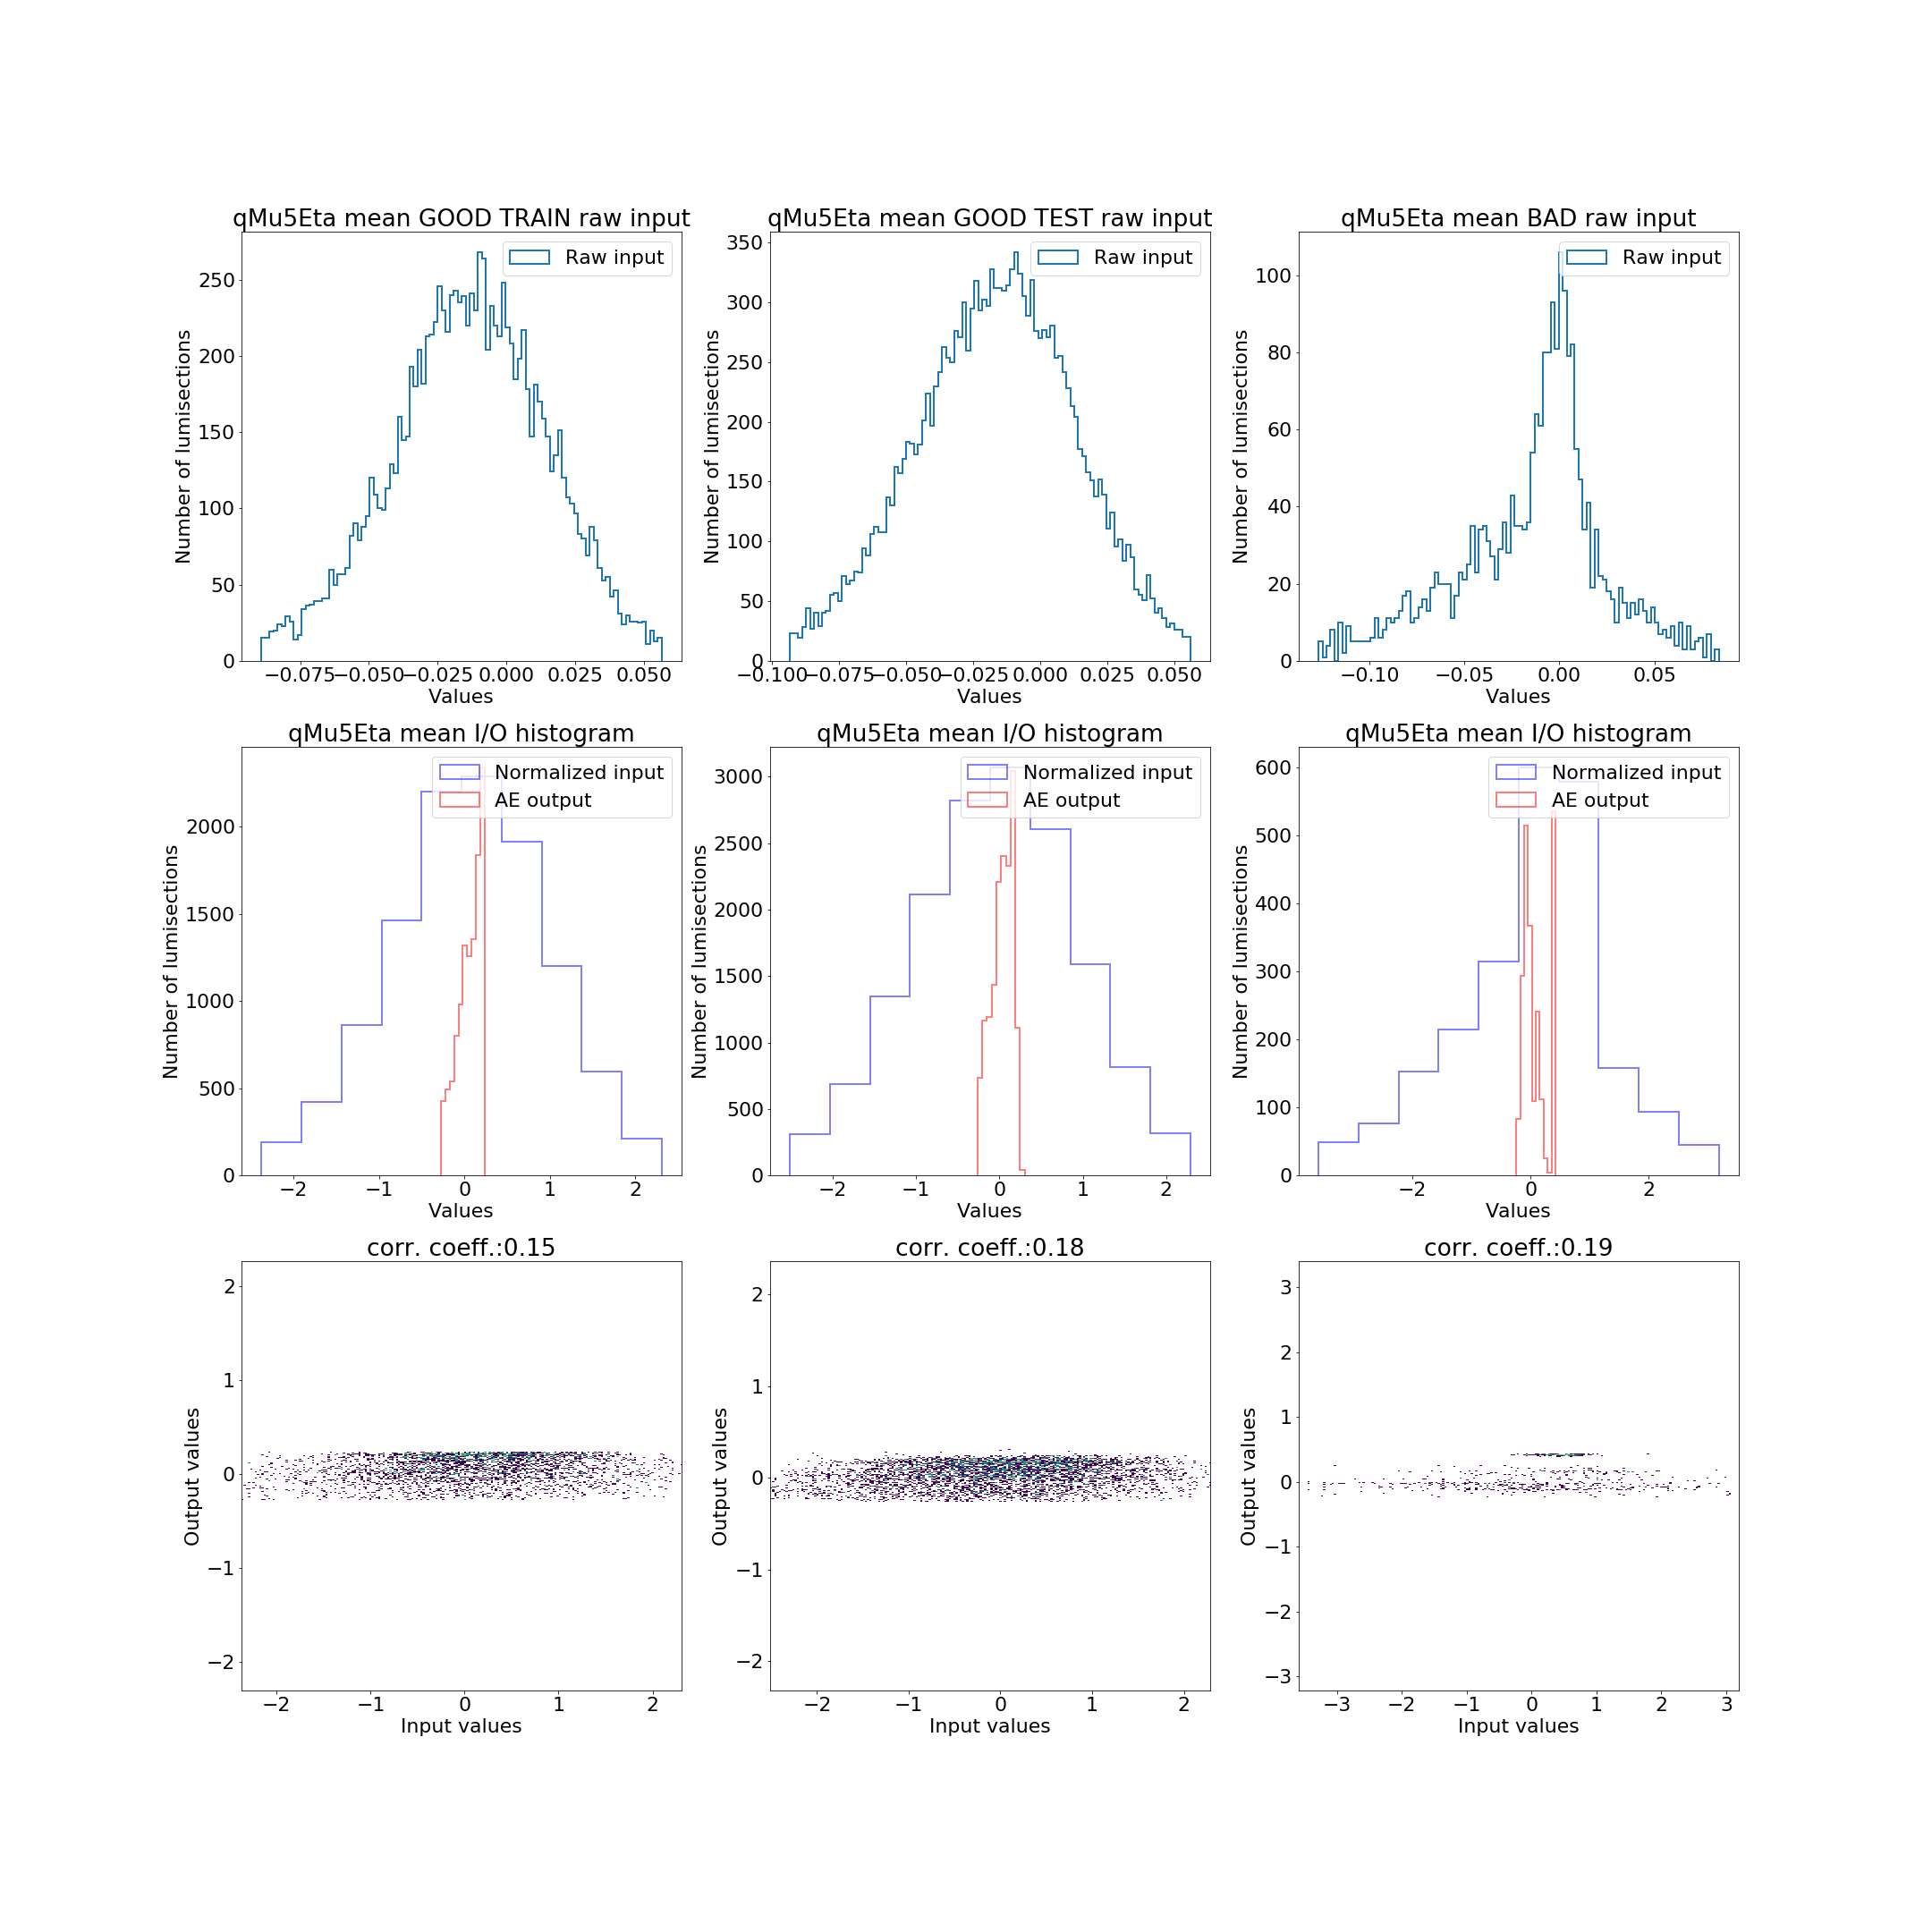 qMu5Eta mean GOOD TRAIN raw input
Raw input
Number of lumisections
250
200
150
100
50
0
−0.075 −0.050 −0.025 0.000 0.025 0.050
Values
qMu5Eta mean GOOD TEST raw input
Raw input
Number of lumisections
350
300
250
200
150
100
50
0
−0.100 −0.075 −0.050 −0.025 0.000 0.025 0.050
Values
qMu5Eta mean BAD raw input
Raw input
Number of lumisections
100
80
60
40
20
0
−0.10 −0.05 0.00 0.05
Values
qMu5Eta mean I/O histogram
Normalized input
AE output
Number of lumisections
2000
1500
1000
500
0
−2 −1 0 1 2
Values
qMu5Eta mean I/O histogram
Normalized input
AE output
Number of lumisections
3000
2500
2000
1500
1000
500
0
−2 −1 0 1 2
Values
qMu5Eta mean I/O histogram
Normalized input
AE output
Number of lumisections
600
500
400
300
200
100
0
−2 0 2
Values
corr. coeff.:0.15
Output values
2
1
0
−1
−2
−2 −1 0 1 2
Input values
corr. coeff.:0.18
Output values
2
1
0
−1
−2
−2 −1 0 1 2
Input values
corr. coeff.:0.19
Output values
3
2
1
0
−1
−2
−3
−3 −2 −1 0 1 2 3
Input values